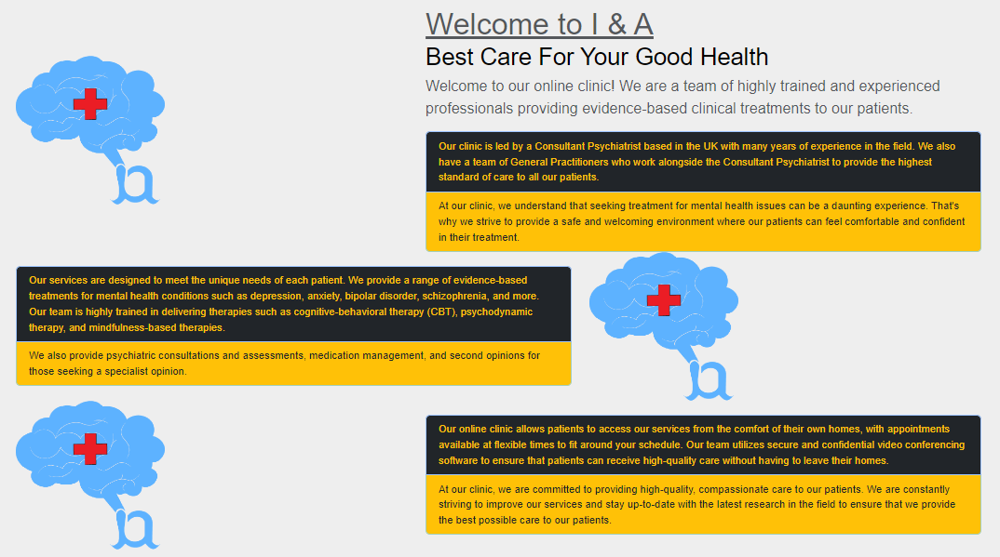 Welcome to I & A
Best Care For Your Good Health
Welcome to our online clinic! We are a team of highly trained and experienced
professionals providing evidence-based clinical treatments to our patients.
Our clinic is led by a Consultant Psychiatrist based in the UK with many years of experience in the field. We also
have a team of General Practitioners who work alongside the Consultant Psychiatrist to provide the highest
standard of care to all our patients.
At our clinic, we understand that seeking treatment for mental health issues can be a daunting experience. That's
why we strive to provide a safe and welcoming environment where our patients can feel comfortable and confident
in their treatment.
Our services are designed to meet the unique needs of each patient. We provide a range of evidence-based
treatments for mental health conditions such as depression, anxiety, bipolar disorder, schizophrenia, and more.
Our team is highly trained in delivering therapies such as cognitive-behavioral therapy (CBT), psychodynamic
therapy, and mindfulness-based therapies.
We also provide psychiatric consultations and assessments, medication management, and second opinions for
those seeking a specialist opinion.
Our online clinic allows patients to access our services from the comfort of their own homes, with appointments
available at flexible times to fit around your schedule. Our team utilizes secure and confidential video conferencing
software to ensure that patients can receive high-quality care without having to leave their homes.
At our clinic, we are committed to providing high-quality, compassionate care to our patients. We are constantly
striving to improve our services and stay up-to-date with the latest research in the field to ensure that we provide
the best possible care to our patients.